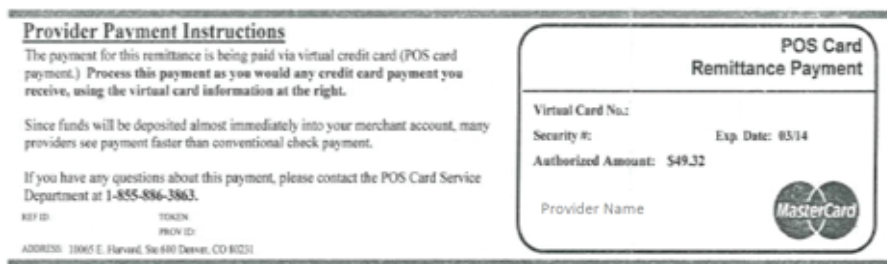 Provider Payment Instructions
The payment for this remittance is being paid via virtual credit card (POS card
payment.) Process this payment as you would any credit card payment you
receive, using the virtual card information at the right.
Since funds will be deposited almost immediately into your merchant account, many
providers see payment faster than conventional check payment.
If you have any questions about this payment, please contact the POS Card Service
Department at 1-855-886-3863.
REF ID: TOKEN:
PROV ID:
ADDRESS: 10065 E. Harvard, Ste 600 Denver, CO 80231
POS Card
Remittance Payment
Virtual Card No.:
Security #: Exp. Date: 03/14
Authorized Amount: $49.32
Provider Name
MasterCard